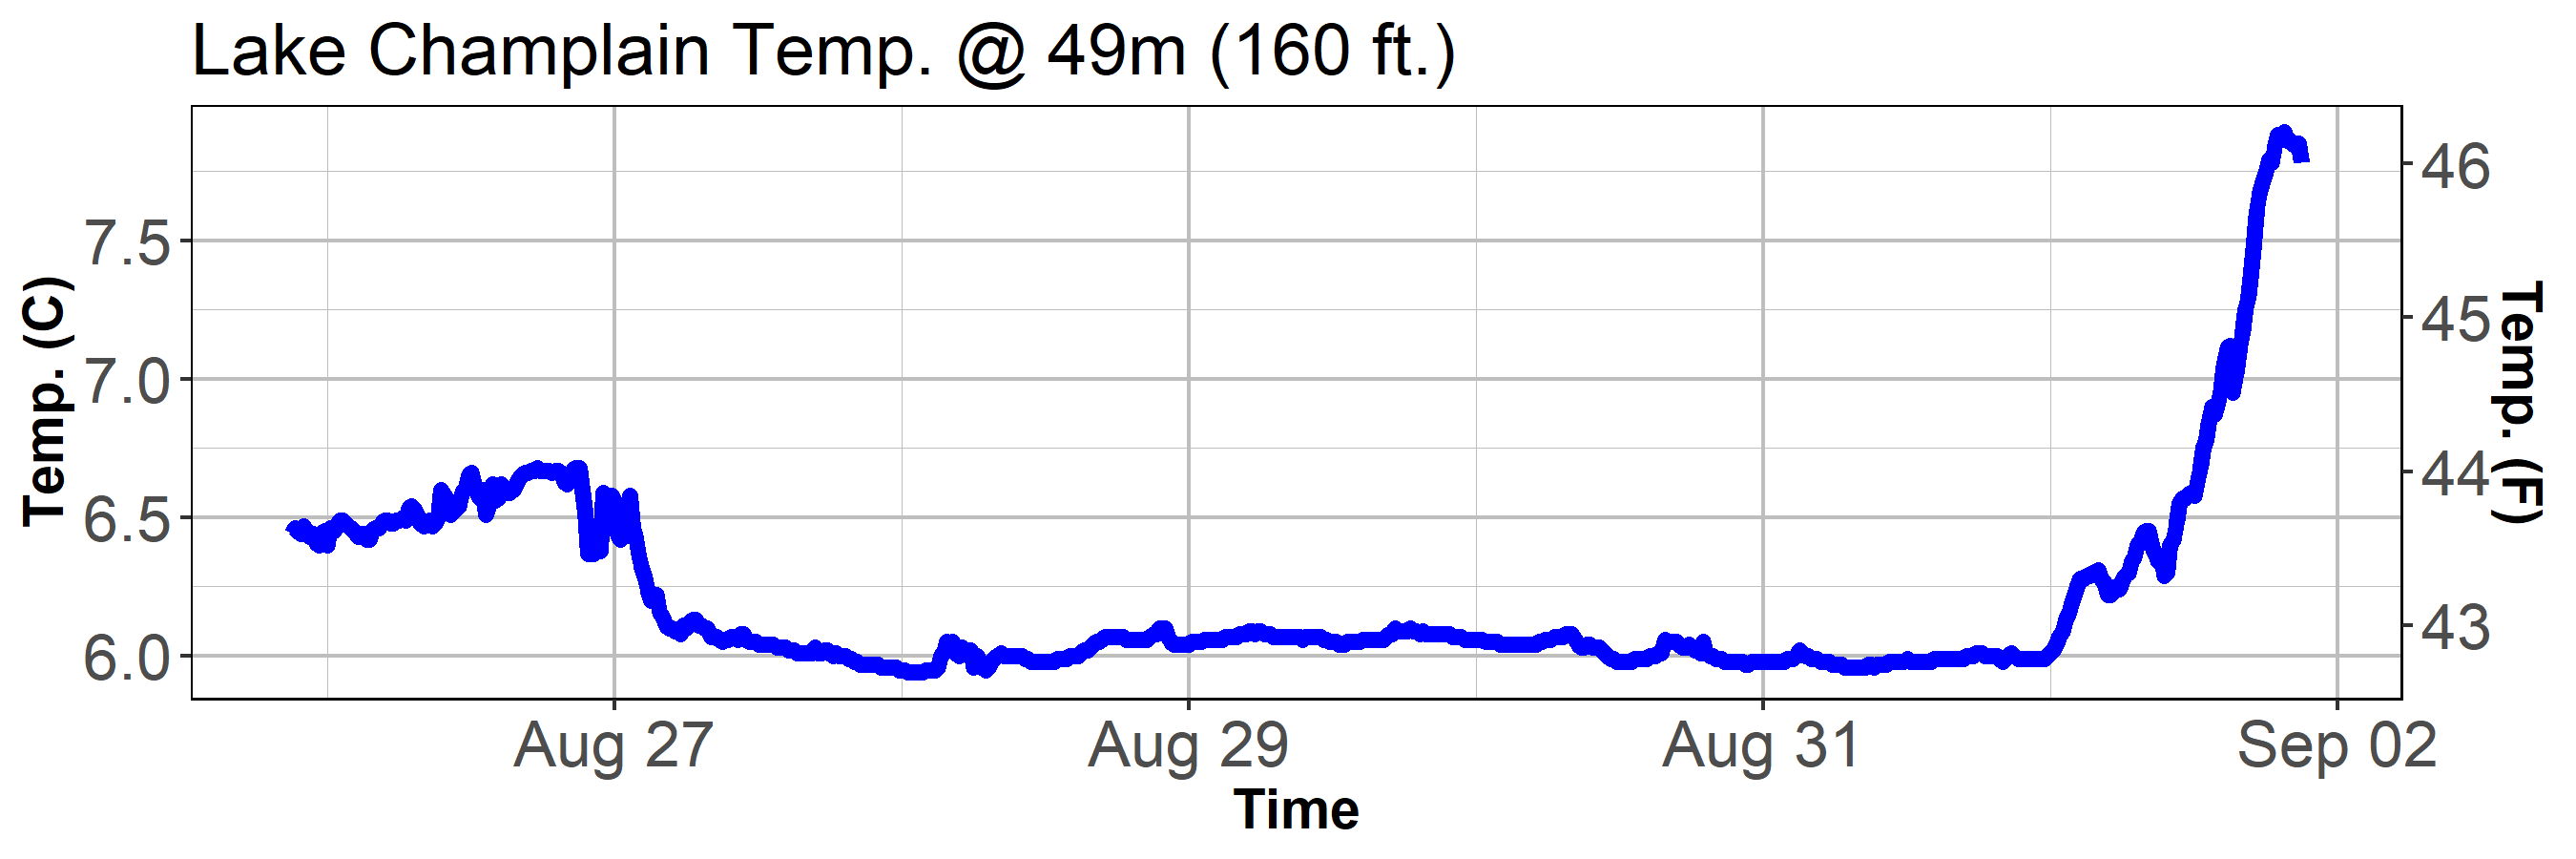 Lake Champlain Temp. @ 49m (160 ft.)
Temp. (C)
7.5
7.0
6.5
6.0
46
45
44
43
Temp. (F)
Aug 27 Aug 29 Aug 31 Sep 02
Time